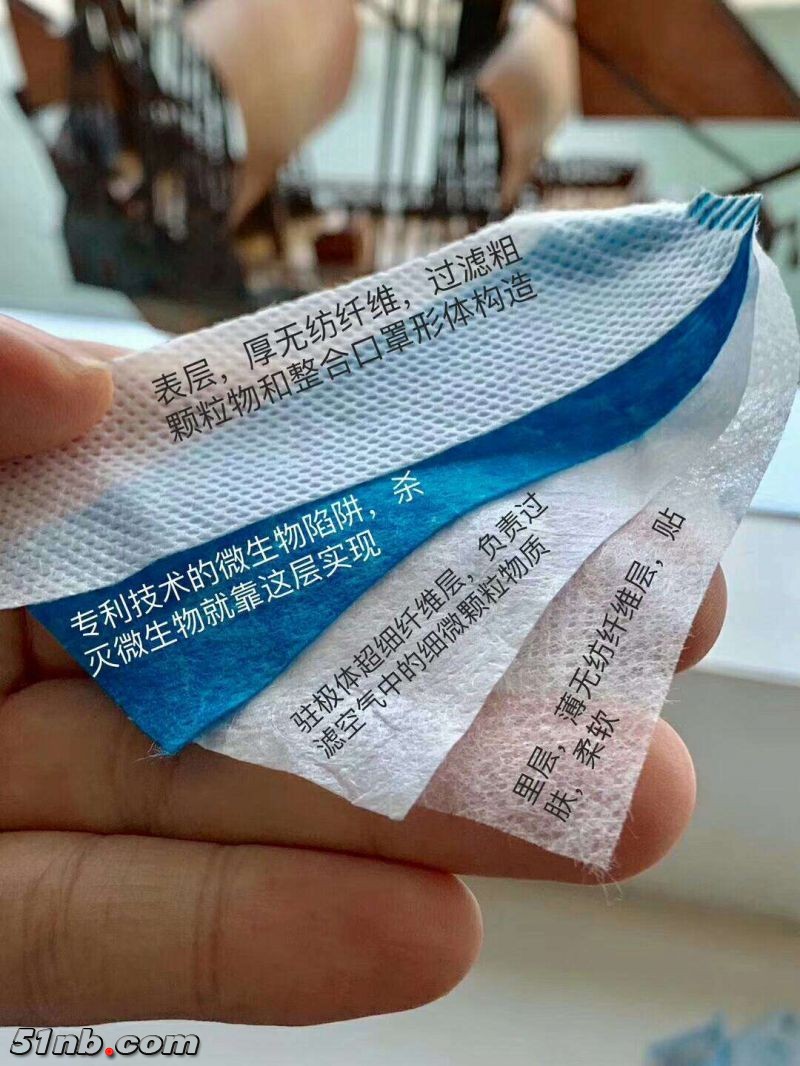 表层，厚无纺纤维，过滤粗
颗粒物和整合口罩形体构造
专利技术的微生物陷阱，杀
灭微生物就靠这层实现
驻极体超细纤维层，负责过
滤空气中的细微颗粒物质
里层，薄无纺纤维层，贴
肤，柔软
51nb.com